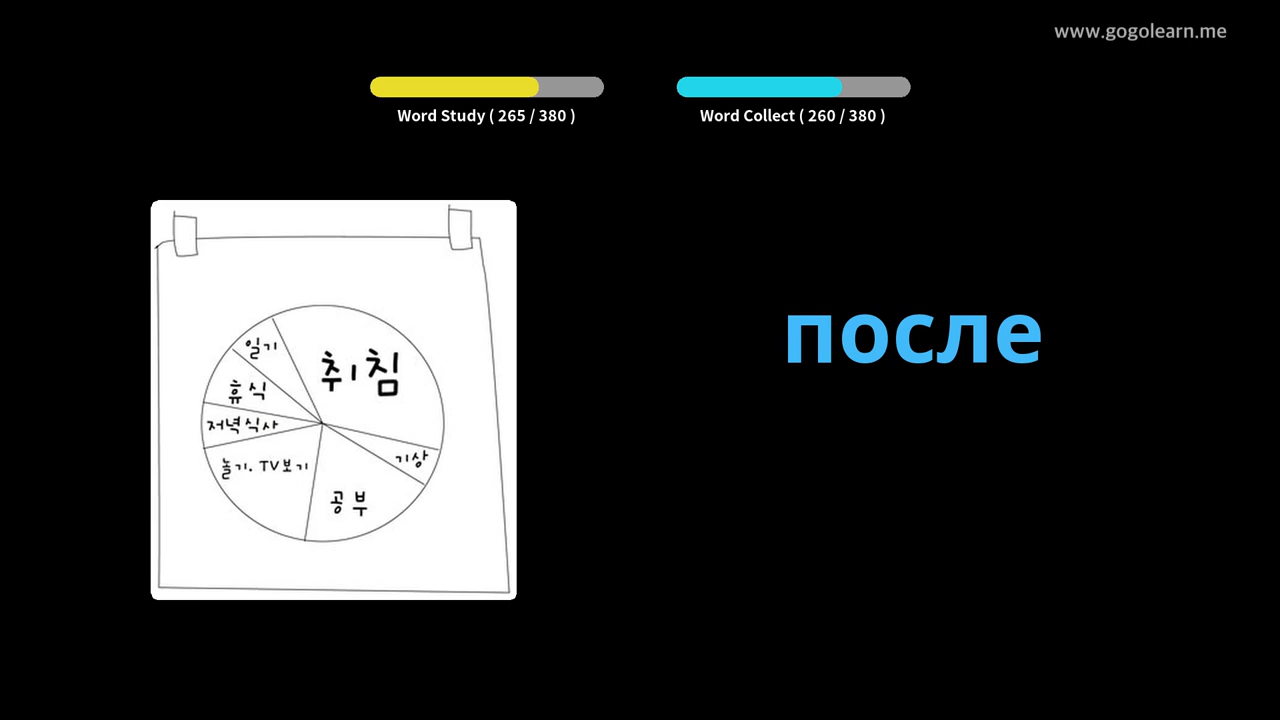 www.gogolearn.me
Word Study ( 265 / 380 )
Word Collect ( 260 / 380 )
일기
취침
휴식
저녁식사
기상
놀기. TV보기
공부
после